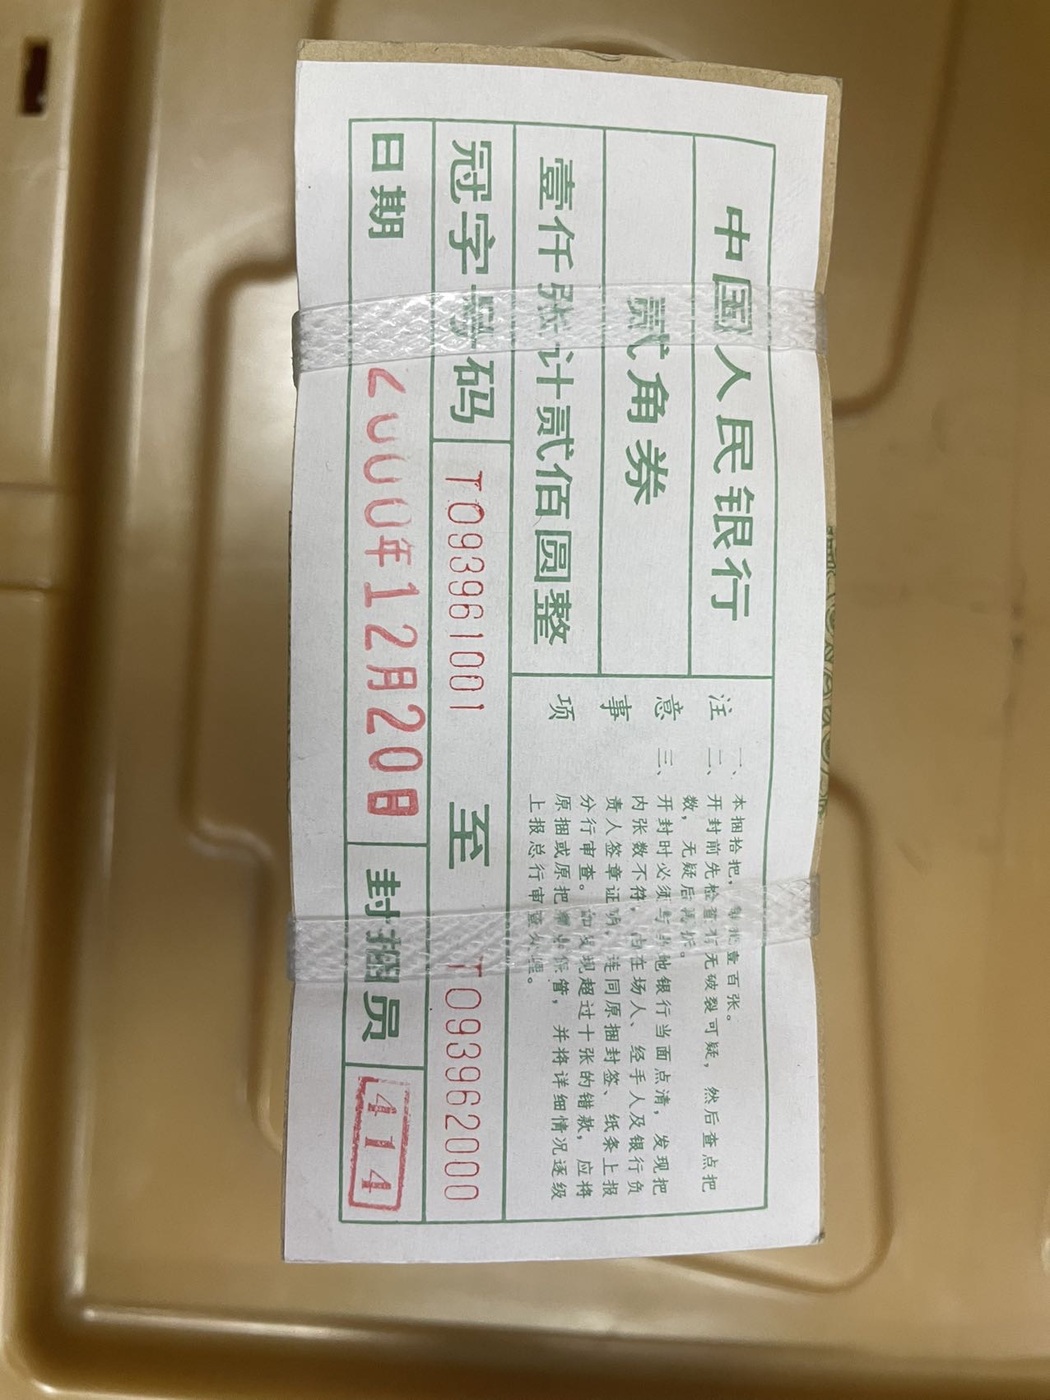 中国人民银行
贰角券
壹仟张计贰佰圆整
注意事项
一、本捆拾把，每把壹百张。
二、开封前先检查有无破裂可疑，然后查点把
数，无疑后再拆。
三、开封时必须与当地银行当面点清，发现把
内张数不符，由在场人、经手人及银行负
责人签章证明，连同原捆封签、纸条上报
分行审查。如发现超过十张的错款，应将
原捆或原把票券保管，并将详细情况逐级
上报总行审查处理。
冠字号码 T093961001 至 T093962000
日期 2000年12月20日 封捆员 414